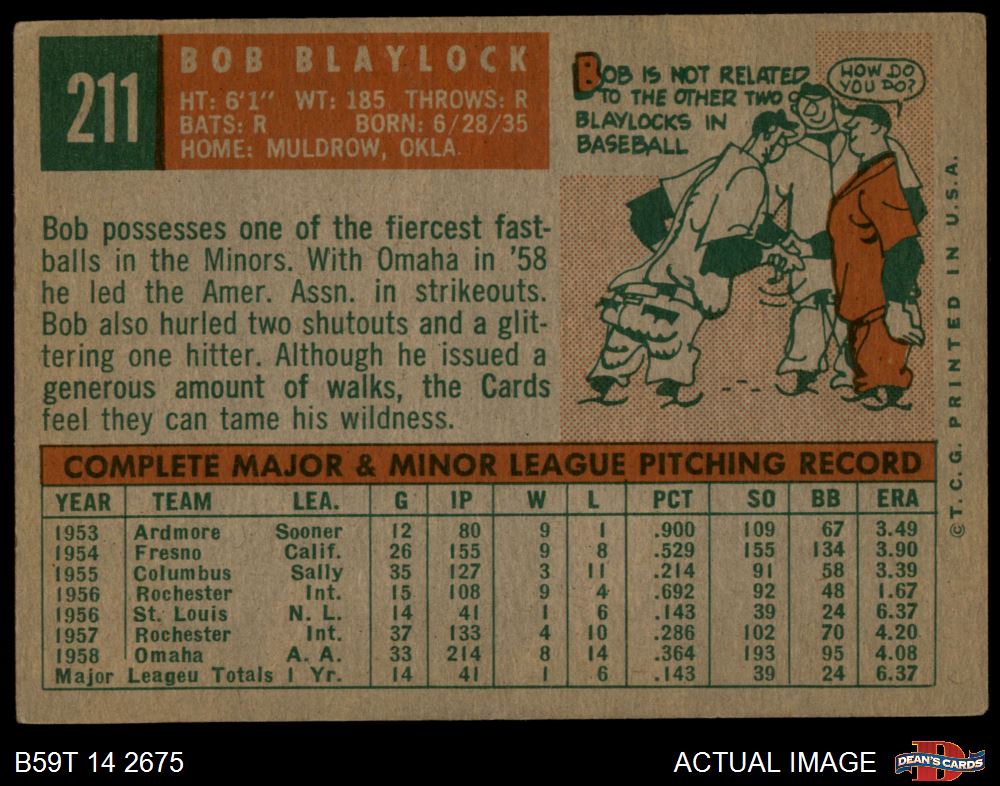 211
BOB BLAYLOCK
HT: 6'1" WT: 185 THROWS: R
BATS: R BORN: 6/28/35
HOME: MULDROW, OKLA.
BOB IS NOT RELATED
TO THE OTHER TWO
BLAYLOCKS IN
BASEBALL
HOW DO
YOU DO?
Bob possesses one of the fiercest fast-
balls in the Minors. With Omaha in '58
he led the Amer. Assn. in strikeouts.
Bob also hurled two shutouts and a glit-
tering one hitter. Although he issued a
generous amount of walks, the Cards
feel they can tame his wildness.
COMPLETE MAJOR & MINOR LEAGUE PITCHING RECORD
YEAR TEAM LEA. G IP W L PCT SO BB ERA
1953 Ardmore Sooner 12 80 9 1 .900 109 67 3.49
1954 Fresno Calif. 26 155 9 8 .529 155 134 3.90
1955 Columbus Sally 35 127 3 11 .214 91 58 3.39
1956 Rochester Int. 15 108 9 4 .692 92 48 1.67
1956 St. Louis N. L. 14 41 1 6 .143 39 24 6.37
1957 Rochester Int. 37 133 4 10 .286 102 70 4.20
1958 Omaha A. A. 33 214 8 14 .364 193 95 4.08
Major Leageu Totals 1 Yr. 14 41 1 6 .143 39 24 6.37
© T. C. G. PRINTED IN U.S.A.
B59T 14 2675
ACTUAL IMAGE
D
DEAN'S CARDS